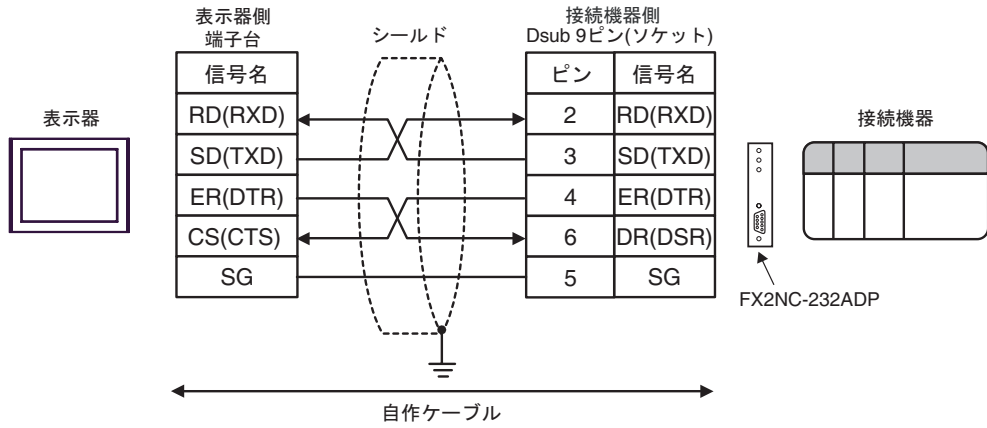 表示器側
端子台
シールド
接続機器側
Dsub 9ピン(ソケット)
信号名
ピン 信号名
RD(RXD) 2 RD(RXD)
SD(TXD) 3 SD(TXD)
ER(DTR) 4 ER(DTR)
CS(CTS) 6 DR(DSR)
SG 5 SG
表示器
接続機器
FX2NC-232ADP
自作ケーブル